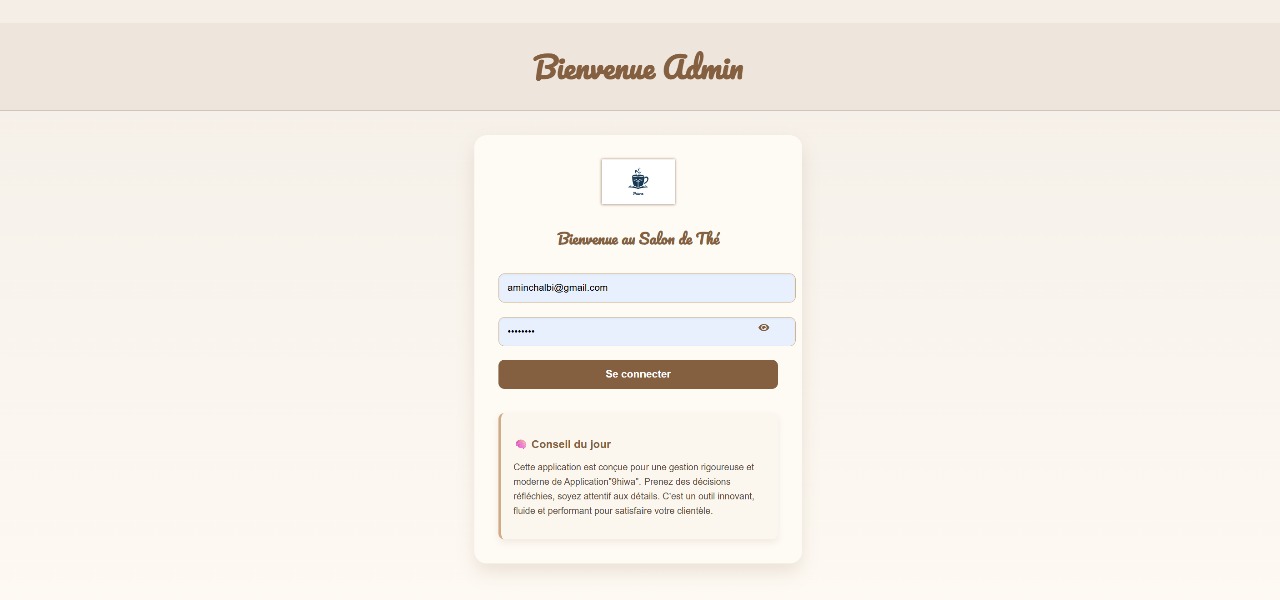 Bienvenue Admin
Bienvenue au Salon de Thé
aminchalbi@gmail.com
••••••••
Se connecter
🧠 Conseil du jour
Cette application est conçue pour une gestion rigoureuse et
moderne de Application"9hiwa". Prenez des décisions
réfléchies, soyez attentif aux détails. C'est un outil innovant,
fluide et performant pour satisfaire votre clientèle.